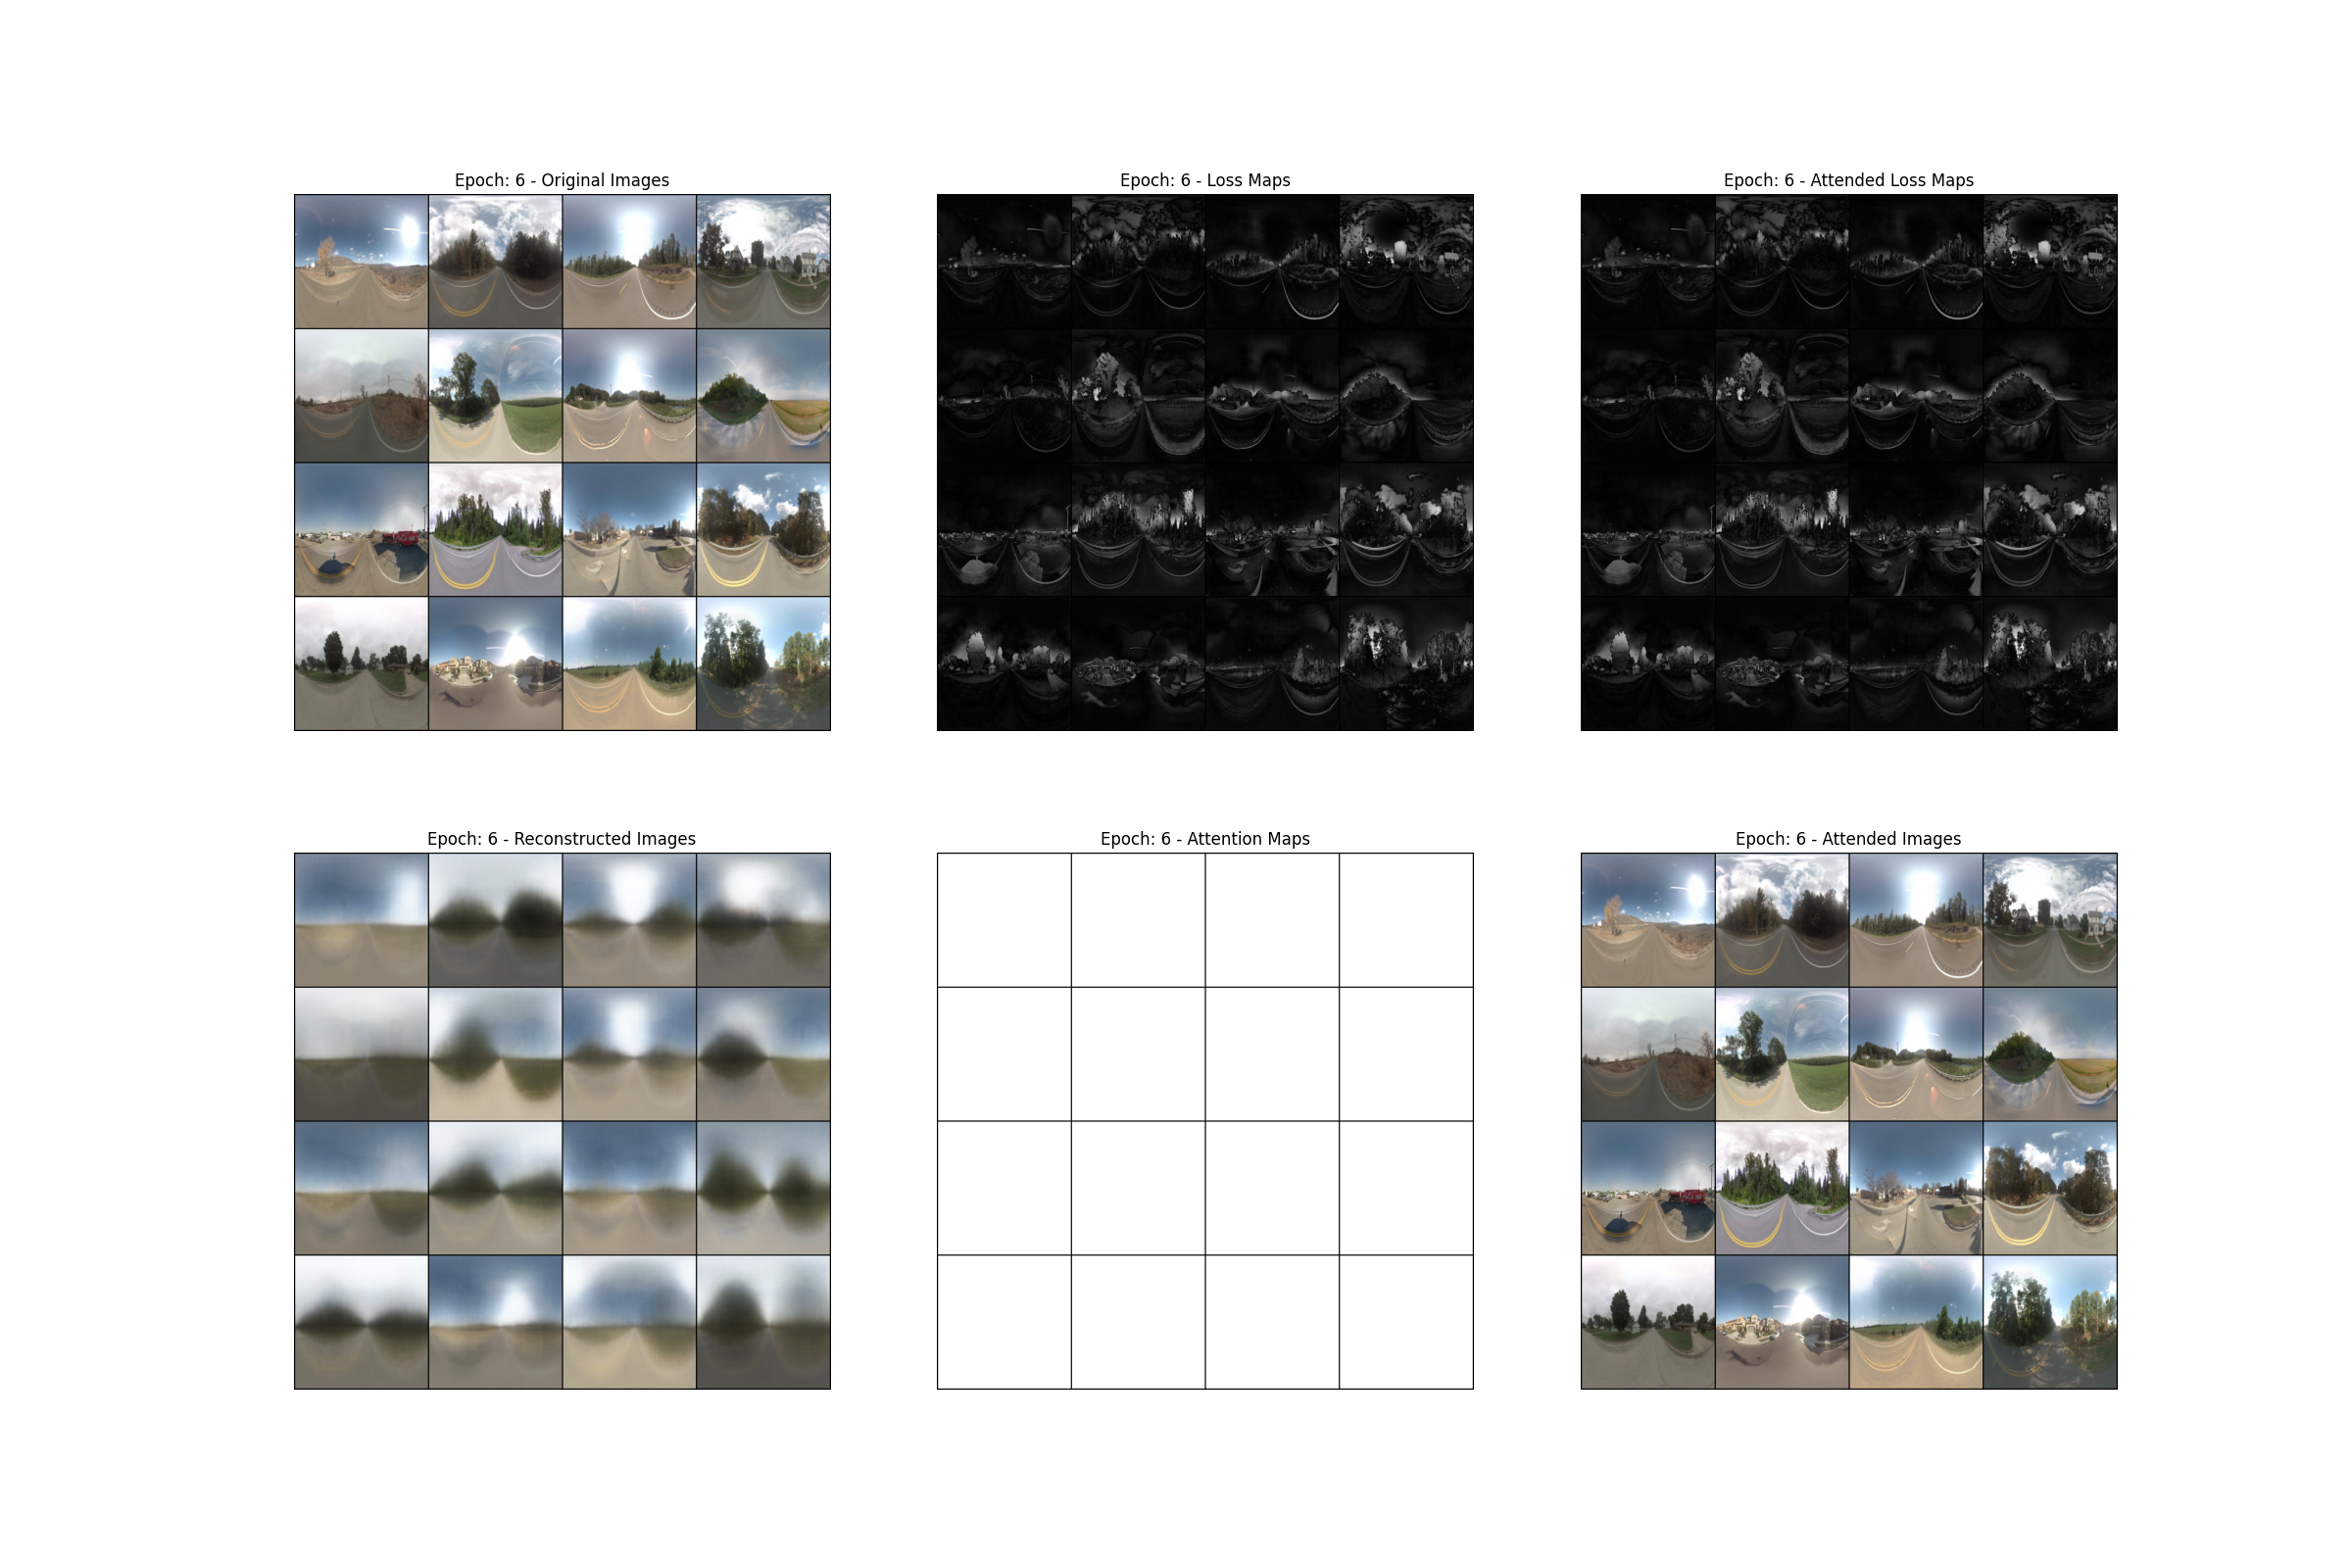 Epoch: 6 - Original Images
Epoch: 6 - Loss Maps
Epoch: 6 - Attended Loss Maps
Epoch: 6 - Reconstructed Images
Epoch: 6 - Attention Maps
Epoch: 6 - Attended Images